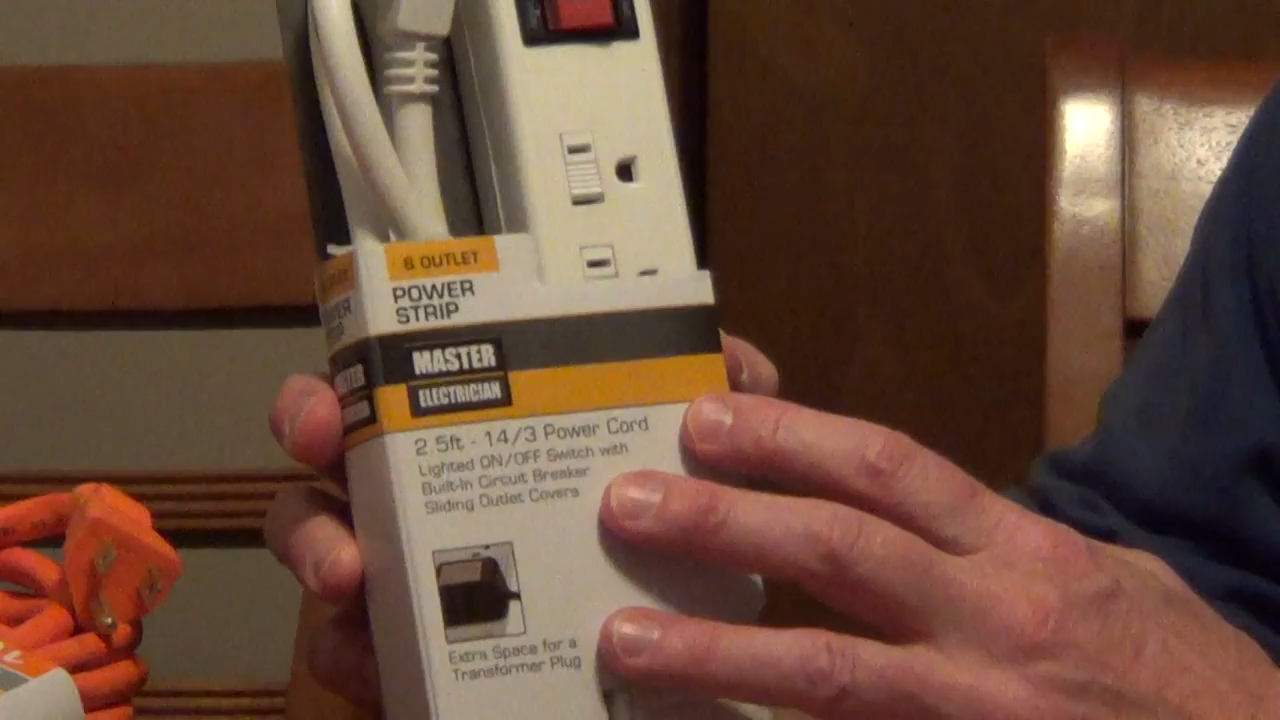 6 OUTLET
POWER
STRIP
MASTER
ELECTRICIAN
2.5ft - 14/3 Power Cord
Lighted ON/OFF Switch with
Built-In Circuit Breaker
Sliding Outlet Covers
Extra Space for a
Transformer Plug